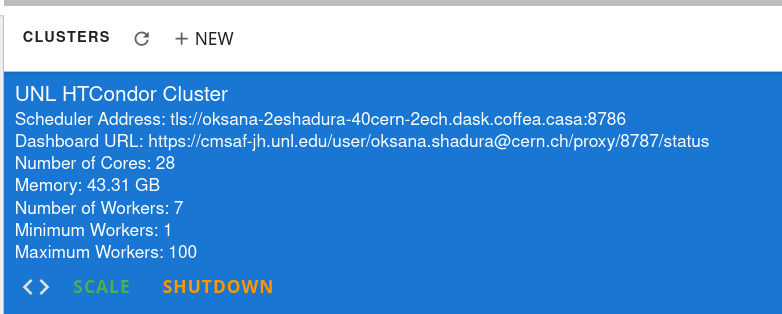 CLUSTERS
+ NEW
UNL HTCondor Cluster
Scheduler Address: tls://oksana-2eshadura-40cern-2ech.dask.coffea.casa:8786
Dashboard URL: https://cmsaf-jh.unl.edu/user/oksana.shadura@cern.ch/proxy/8787/status
Number of Cores: 28
Memory: 43.31 GB
Number of Workers: 7
Minimum Workers: 1
Maximum Workers: 100
<> SCALE SHUTDOWN